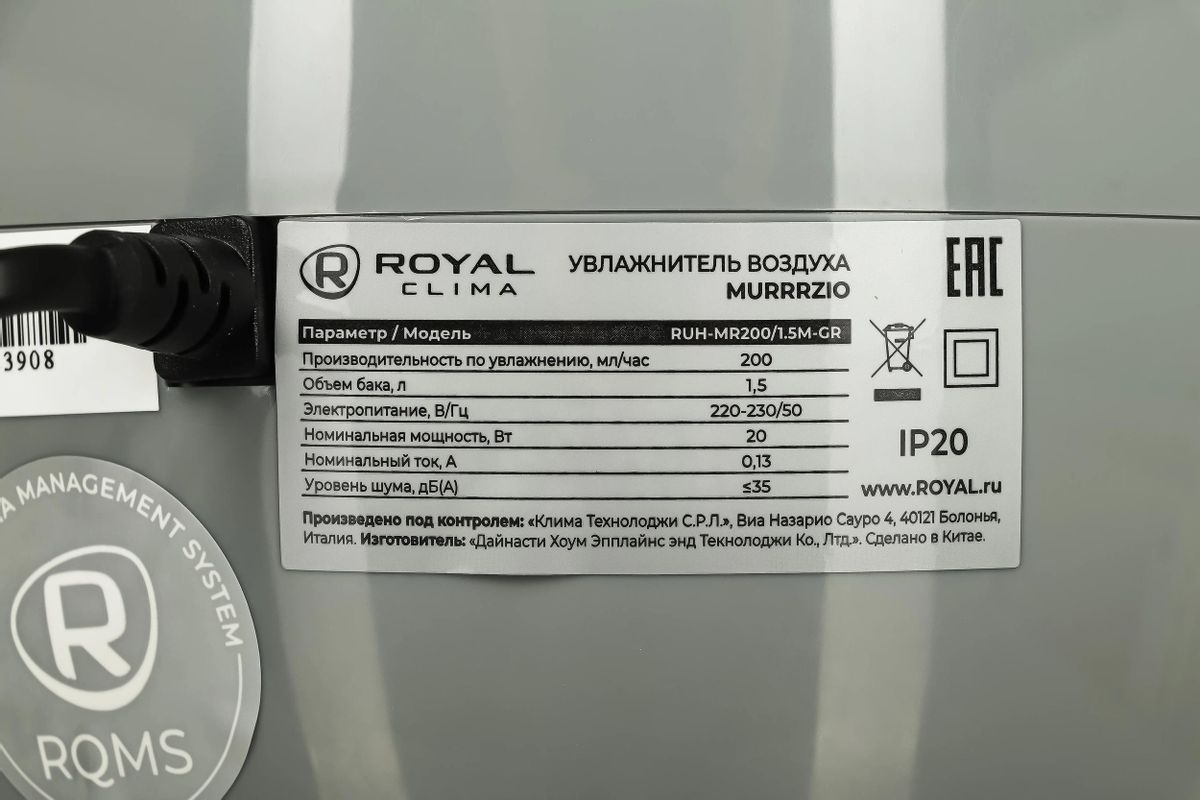 ROYAL
CLIMA
УВЛАЖНИТЕЛЬ ВОЗДУХА
MURRRZIO
EAC
Параметр / Модель RUH-MR200/1.5M-GR
Производительность по увлажнению, мл/час 200
Объем бака, л 1,5
Электропитание, В/Гц 220-230/50
Номинальная мощность, Вт 20
Номинальный ток, А 0,13
Уровень шума, дБ(А) ≤35
IP20
www.ROYAL.ru
Произведено под контролем: «Клима Технолоджи С.Р.Л.», Виа Назарио Сауро 4, 40121 Болонья,
Италия. Изготовитель: «Дайнасти Хоум Эпплайнс энд Текнолоджи Ко., Лтд.». Сделано в Китае.
3908
MANAGEMENT SYSTEM
R
RQMS